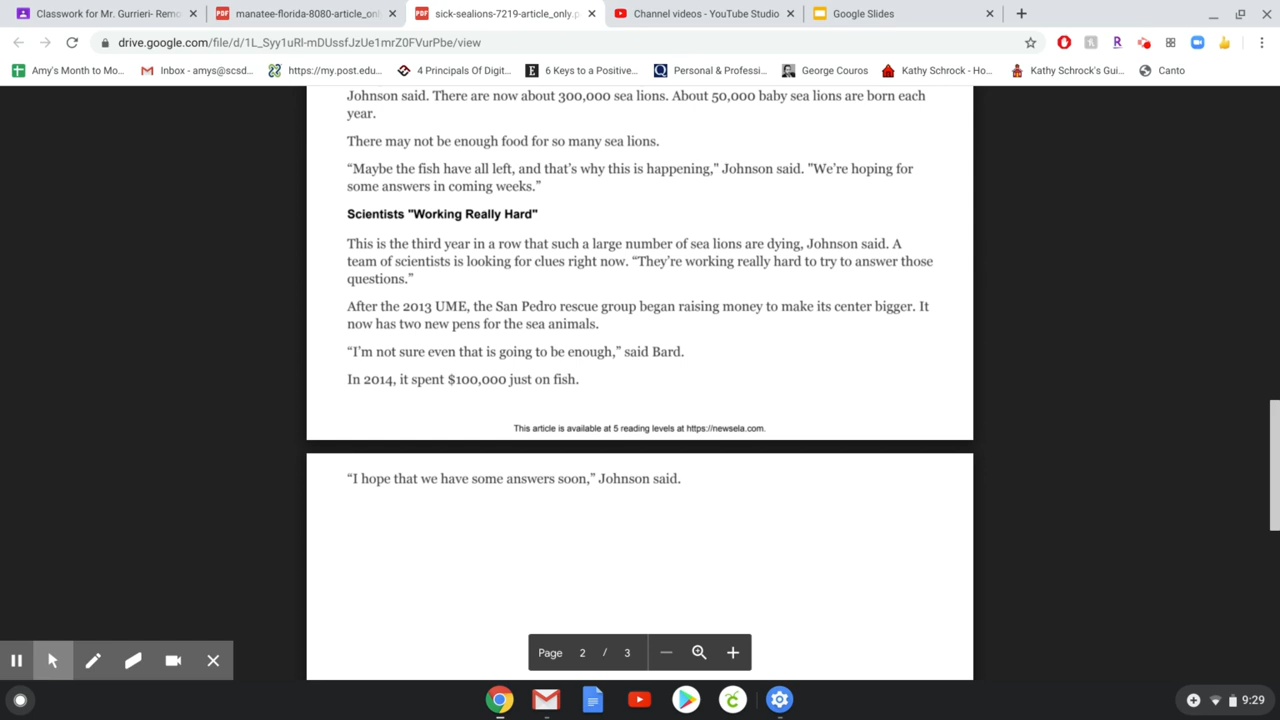 Classwork for Mr. Currier Remo
manatee-florida-8080-article_onl
sick-sealions-7219-article_only.p
Channel videos - YouTube Studio
Google Slides
drive.google.com/file/d/1L_Syy1uRl-mDUssfJzUe1mrZ0FVurPbe/view
Amy's Month to Mo...
Inbox - amys@scsd...
https://my.post.edu...
4 Principals Of Digit...
6 Keys to a Positive...
Personal & Professi...
George Couros
Kathy Schrock - Ho...
Kathy Schrock's Gui...
Canto
Johnson said. There are now about 300,000 sea lions. About 50,000 baby sea lions are born each
year.
There may not be enough food for so many sea lions.
“Maybe the fish have all left, and that’s why this is happening," Johnson said. "We’re hoping for
some answers in coming weeks.”
Scientists "Working Really Hard"
This is the third year in a row that such a large number of sea lions are dying, Johnson said. A
team of scientists is looking for clues right now. “They’re working really hard to try to answer those
questions.”
After the 2013 UME, the San Pedro rescue group began raising money to make its center bigger. It
now has two new pens for the sea animals.
“I’m not sure even that is going to be enough,” said Bard.
In 2014, it spent $100,000 just on fish.
This article is available at 5 reading levels at https://newsela.com.
“I hope that we have some answers soon,” Johnson said.
Page 2 / 3
9:29